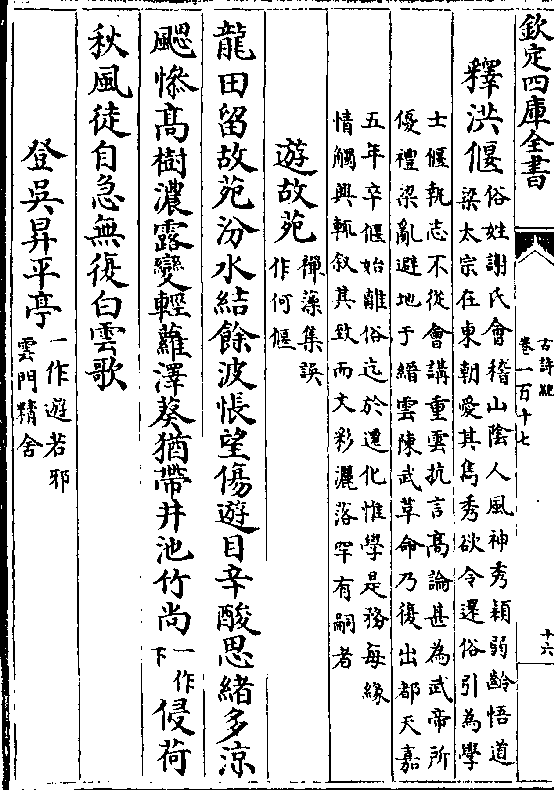 欽定四庫全書
古詩紀
卷一百十七
十六
釋洪偃
俗姓謝氏會稽山陰人風神秀穎弱齡悟道
梁太宗在東朝愛其雋秀欲令還俗引為學
士偃執志不從會講重雲抗言高論甚為武帝所
優禮梁亂避地于縉雲陳武革命乃復出都天嘉
五年卒偃始離俗迄於遷化惟學是務每緣
情觸興輒敘其致而文彩灑落罕有嗣者
遊故苑
禪藻集誤
作何偃
龍田留故苑汾水結餘波悵望傷遊目辛酸思緒多涼
飈慘髙樹濃露變輕蘿澤葵猶帶井池竹尚
一作
下
侵荷
秋風徒自急無復白雲歌
登吳昇平亭
一作遊若邪
雲門精舍